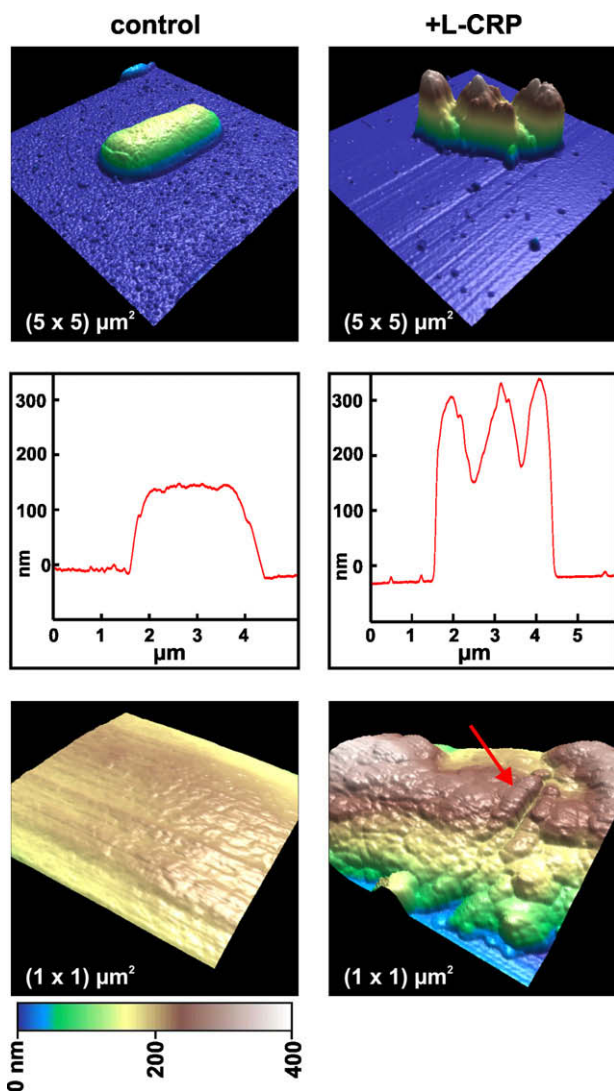 control
+L-CRP
(5 x 5) µm²
(5 x 5) µm²
300
200
100
0
nm
0 1 2 3 4
µm
300
200
100
0
nm
0 1 2 3 4 5
µm
(1 x 1) µm²
(1 x 1) µm²
0 nm
200
400